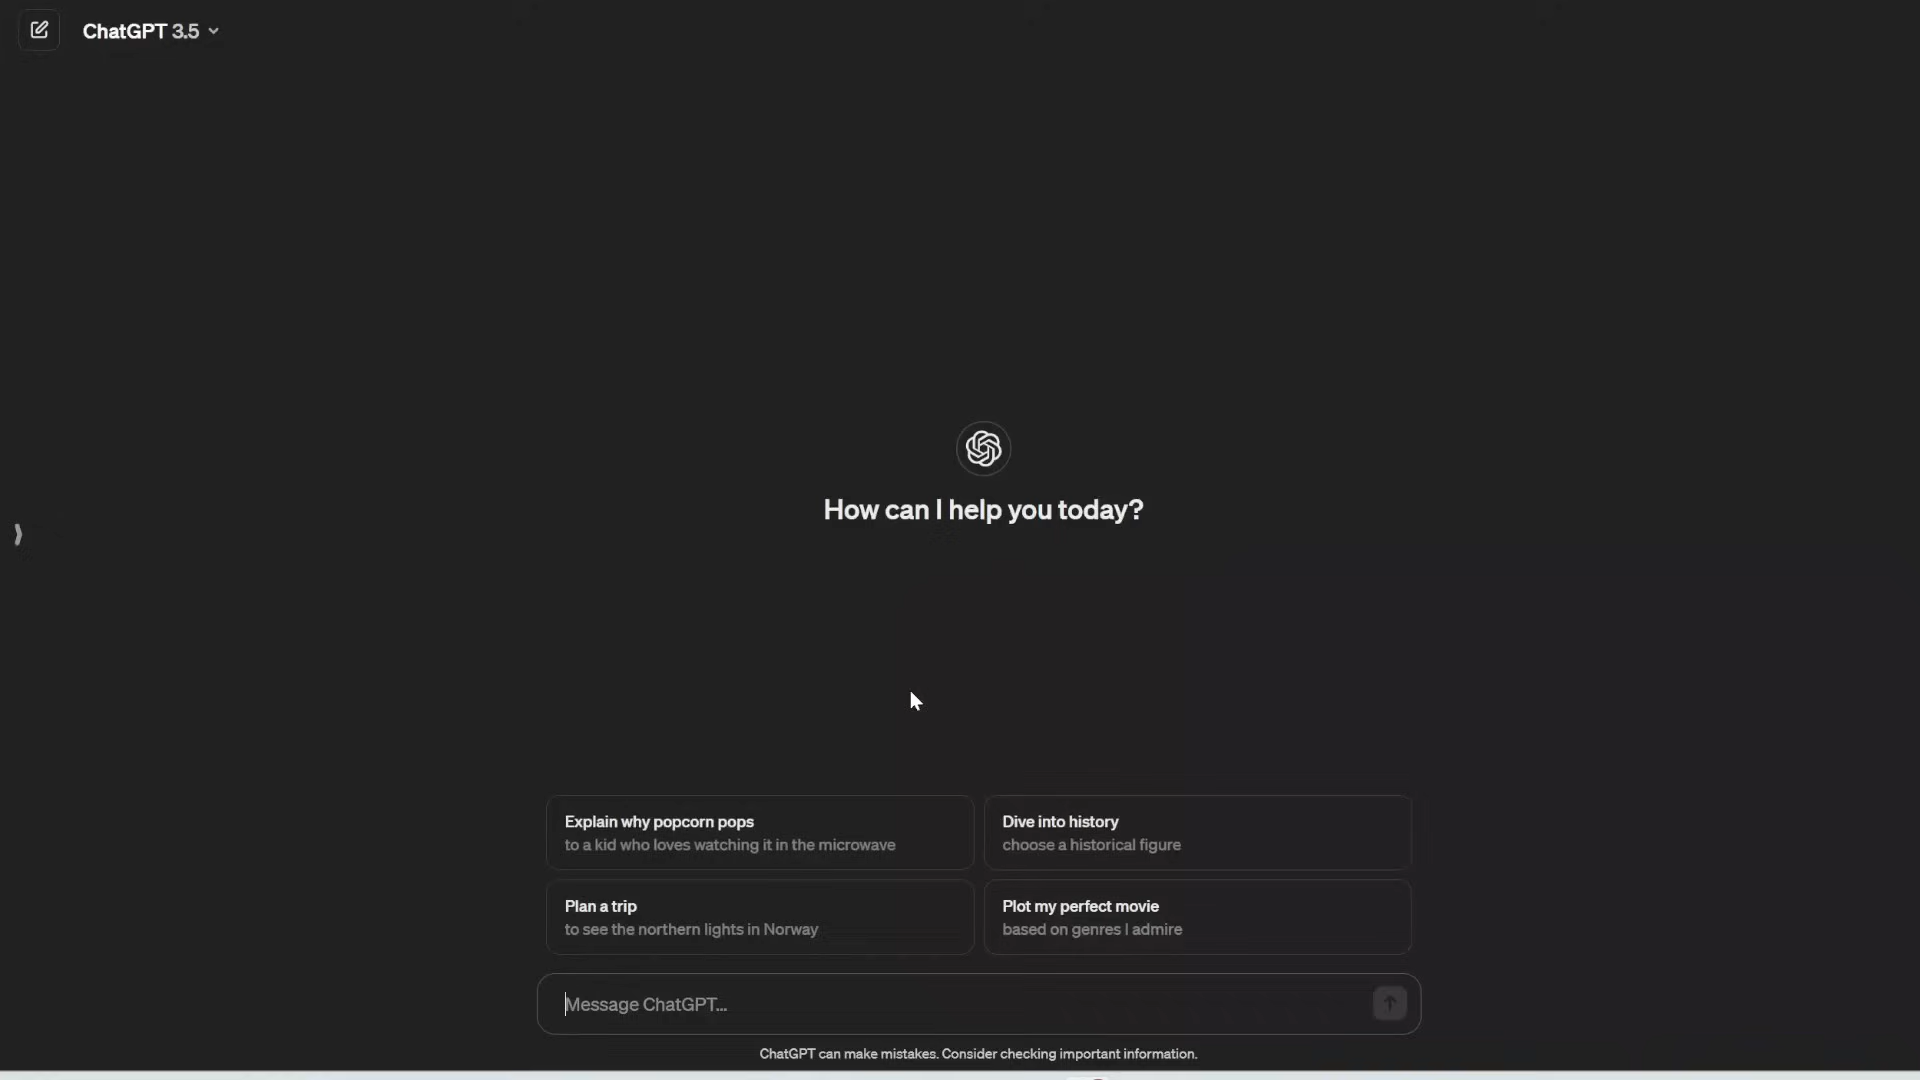 ChatGPT 3.5
How can I help you today?
Explain why popcorn pops
to a kid who loves watching it in the microwave
Dive into history
choose a historical figure
Plan a trip
to see the northern lights in Norway
Plot my perfect movie
based on genres I admire
Message ChatGPT...
ChatGPT can make mistakes. Consider checking important information.